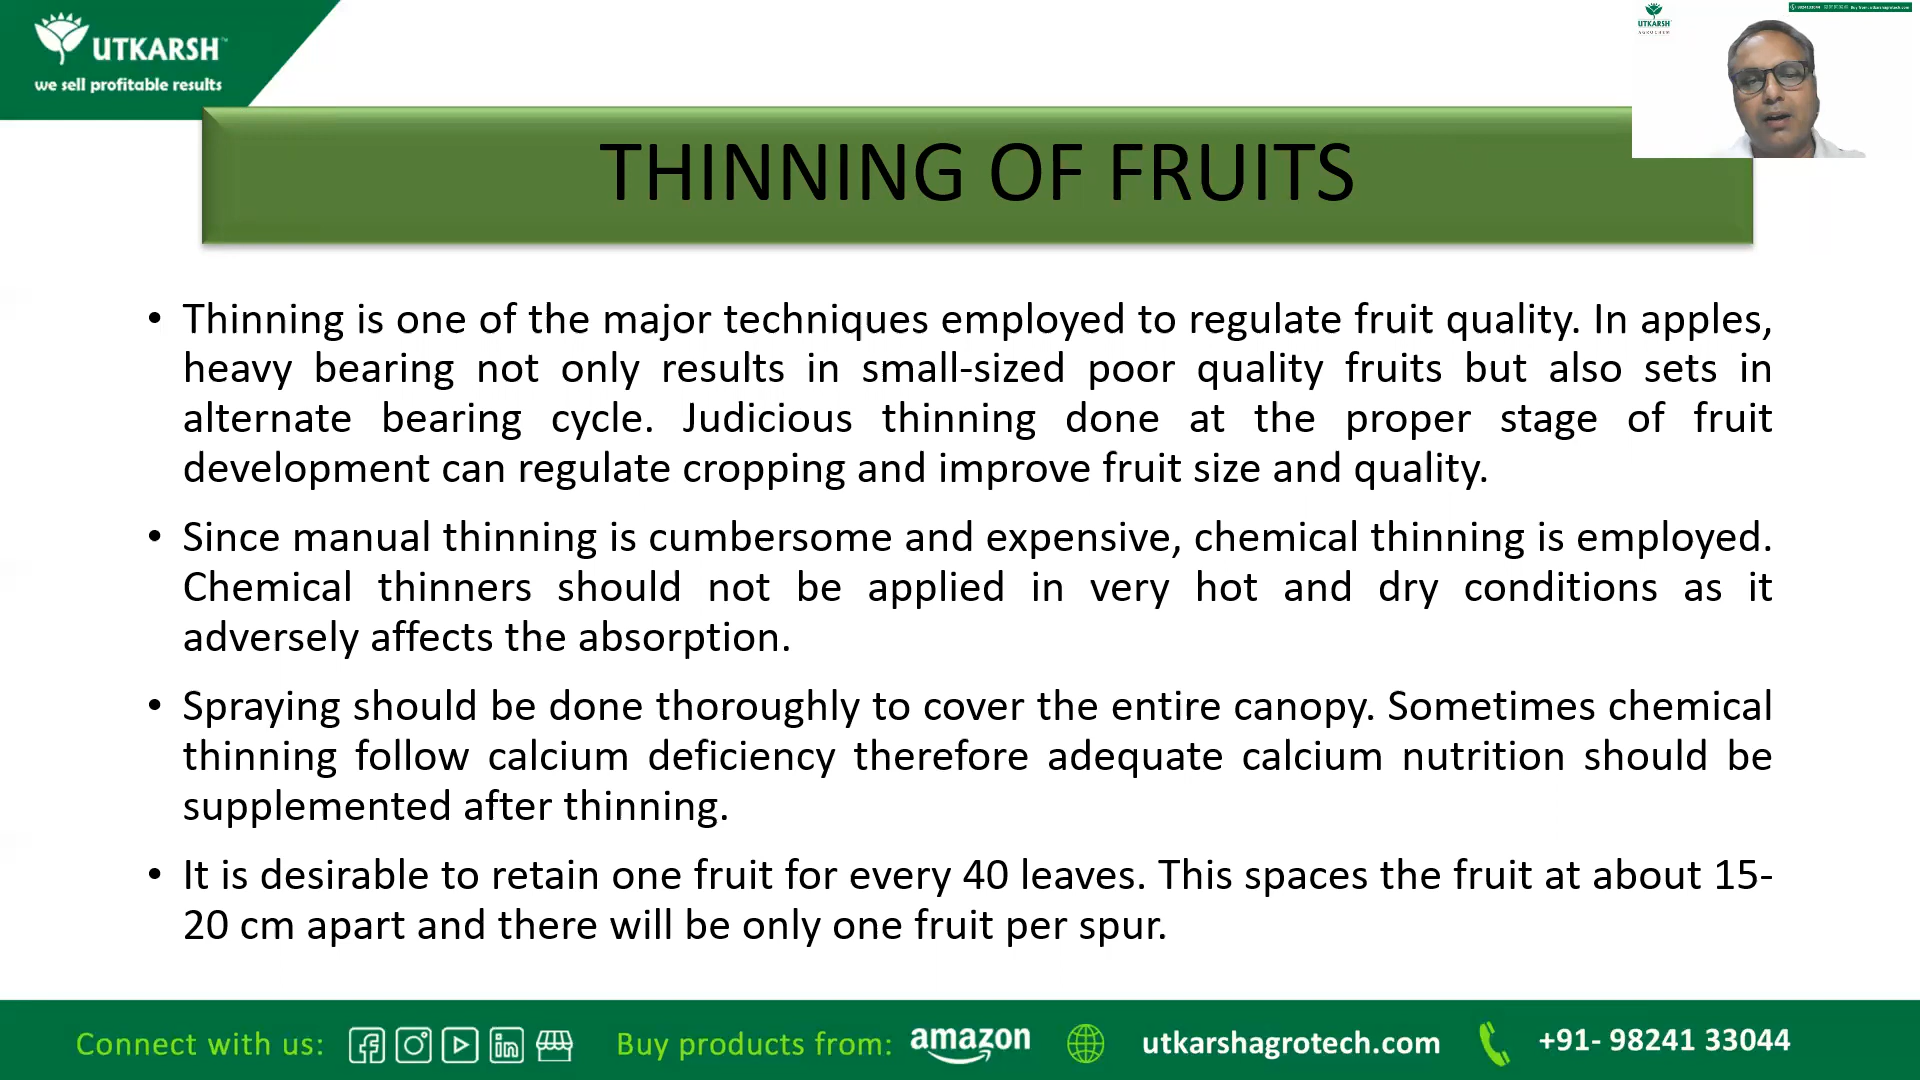 UTKARSH™
we sell profitable results
UTKARSH
AGROCHEM
THINNING OF FRUITS
• Thinning is one of the major techniques employed to regulate fruit quality. In apples,
heavy bearing not only results in small-sized poor quality fruits but also sets in
alternate bearing cycle. Judicious thinning done at the proper stage of fruit
development can regulate cropping and improve fruit size and quality.
• Since manual thinning is cumbersome and expensive, chemical thinning is employed.
Chemical thinners should not be applied in very hot and dry conditions as it
adversely affects the absorption.
• Spraying should be done thoroughly to cover the entire canopy. Sometimes chemical
thinning follow calcium deficiency therefore adequate calcium nutrition should be
supplemented after thinning.
• It is desirable to retain one fruit for every 40 leaves. This spaces the fruit at about 15-
20 cm apart and there will be only one fruit per spur.
Connect with us: Buy products from: amazon utkarshagrotech.com +91- 98241 33044